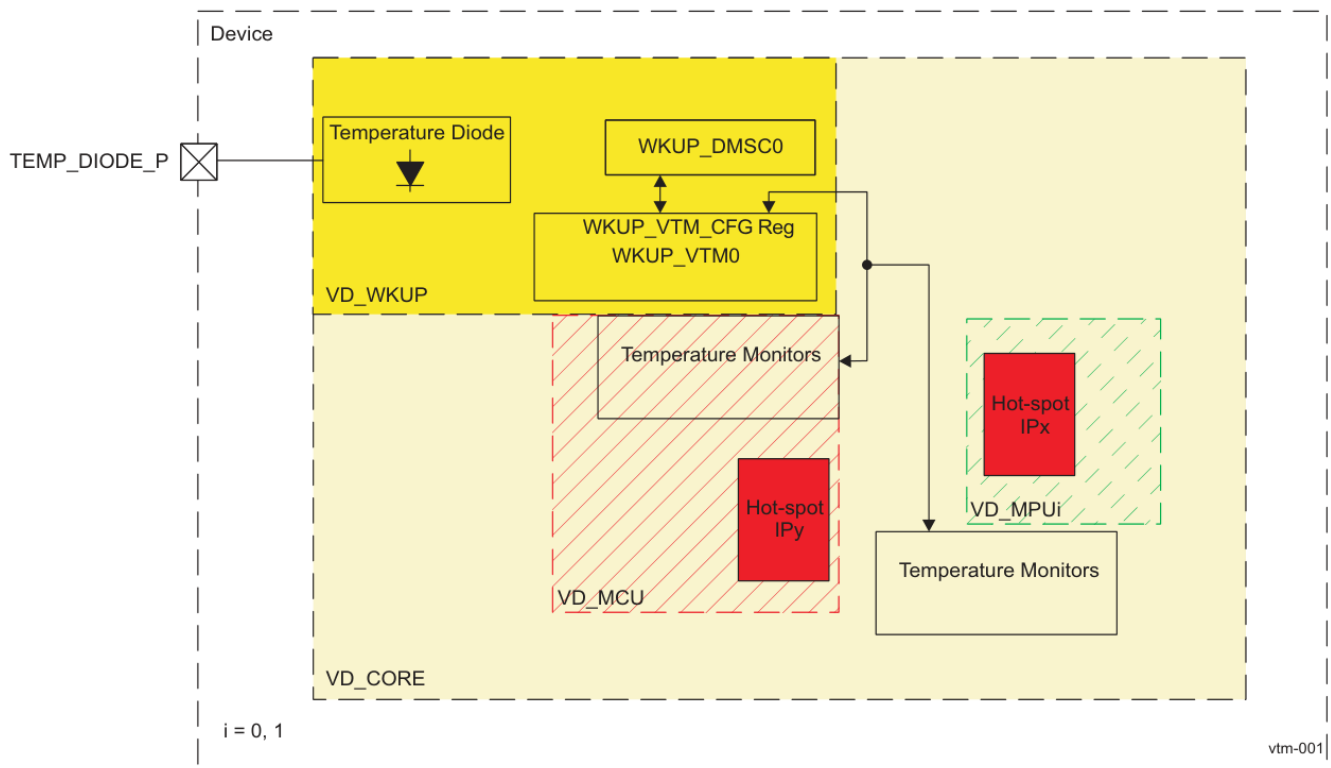 Device
TEMP_DIODE_P
Temperature Diode
WKUP_DMSC0
WKUP_VTM_CFG Reg
WKUP_VTM0
VD_WKUP
Temperature Monitors
Hot-spot
IPx
VD_MPUi
Hot-spot
IPy
Temperature Monitors
VD_MCU
VD_CORE
i = 0, 1
vtm-001